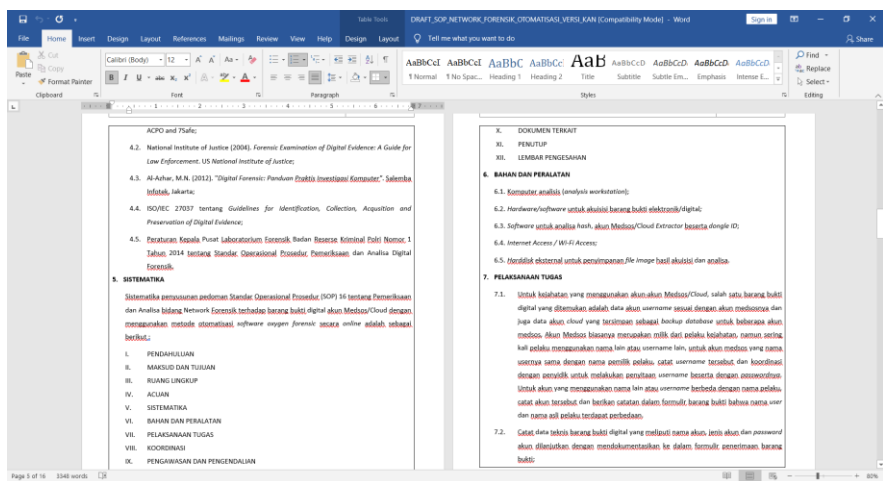 Table Tools
DRAFT_SOP_NETWORK_FORENSIK_OTOMATISASI_VERSI_KAN (Compatibility Mode) - Word
Sign in
File Home Insert Design Layout References Mailings Review View Help Design Layout Tell me what you want to do Share
Cut
Copy
Format Painter
Paste
Calibri (Body) 12
Clipboard Font Paragraph Styles Editing
AaBbCcI AaBbCcI AaBbC AaBbCc AaB AaBbCcD AaBbCcD AaBbCcD AaBbCcD
1 Normal 1 No Spac... Heading 1 Heading 2 Title Subtitle Subtle Em... Emphasis Intense E...
Find
Replace
Select
ACPO and 7Safe;
4.2. National Institute of Justice (2004). Forensic Examination of Digital Evidence: A Guide for
Law Enforcement. US National Institute of Justice;
4.3. Al-Azhar, M.N. (2012). "Digital Forensic: Panduan Praktis Investigasi Komputer". Salemba
Infotek, Jakarta;
4.4. ISO/IEC 27037 tentang Guidelines for Identification, Collection, Acqusition and
Preservation of Digital Evidence;
4.5. Peraturan Kepala Pusat Laboratorium Forensik Badan Reserse Kriminal Polri Nomor 1
Tahun 2014 tentang Standar Operasional Prosedur Pemeriksaan dan Analisa Digital
Forensik.
5. SISTEMATIKA
Sistematika penyusunan pedoman Standar Operasional Prosedur (SOP) 16 tentang Pemeriksaan
dan Analisa bidang Network Forensik terhadap barang bukti digital akun Medsos/Cloud dengan
menggunakan metode otomatisasi software oxygen forensic secara online adalah sebagai
berikut :
I. PENDAHULUAN
II. MAKSUD DAN TUJUAN
III. RUANG LINGKUP
IV. ACUAN
V. SISTEMATIKA
VI. BAHAN DAN PERALATAN
VII. PELAKSANAAN TUGAS
VIII. KOORDINASI
IX. PENGAWASAN DAN PENGENDALIAN
X. DOKUMEN TERKAIT
XI. PENUTUP
XII. LEMBAR PENGESAHAN
6. BAHAN DAN PERALATAN
6.1. Komputer analisis (analysis workstation);
6.2. Hardware/software untuk akuisisi barang bukti elektronik/digital;
6.3. Software untuk analisa hash, akun Medsos/Cloud Extractor beserta dongle ID;
6.4. Internet Access / Wi-Fi Access;
6.5. Harddisk eksternal untuk penyimpanan file image hasil akuisisi dan analisa.
7. PELAKSANAAN TUGAS
7.1. Untuk kejahatan yang menggunakan akun-akun Medsos/Cloud, salah satu barang bukti
digital yang ditemukan adalah data akun username sesuai dengan akun medsosnya dan
juga data akun cloud yang tersimpan sebagai backup database untuk beberapa akun
medsos. Akun Medsos biasanya merupakan milik dari pelaku kejahatan, namun sering
kali pelaku menggunakan nama lain atau username lain, untuk akun medsos yang nama
usernya sama dengan nama pemilik pelaku, catat username tersebut dan koordinasi
dengan penyidik untuk melakukan penyitaan username beserta dengan passwordnya.
Untuk akun yang menggunakan nama lain atau username berbeda dengan nama pelaku,
catat akun tersebut dan berikan catatan dalam formulir barang bukti bahwa nama user
dan nama asli pelaku terdapat perbedaan.
7.2. Catat data teknis barang bukti digital yang meliputi nama akun, jenis akun dan password
akun dilanjutkan dengan mendokumentasikan ke dalam formulir penerimaan barang
bukti;
Page 5 of 16 3548 words
80%